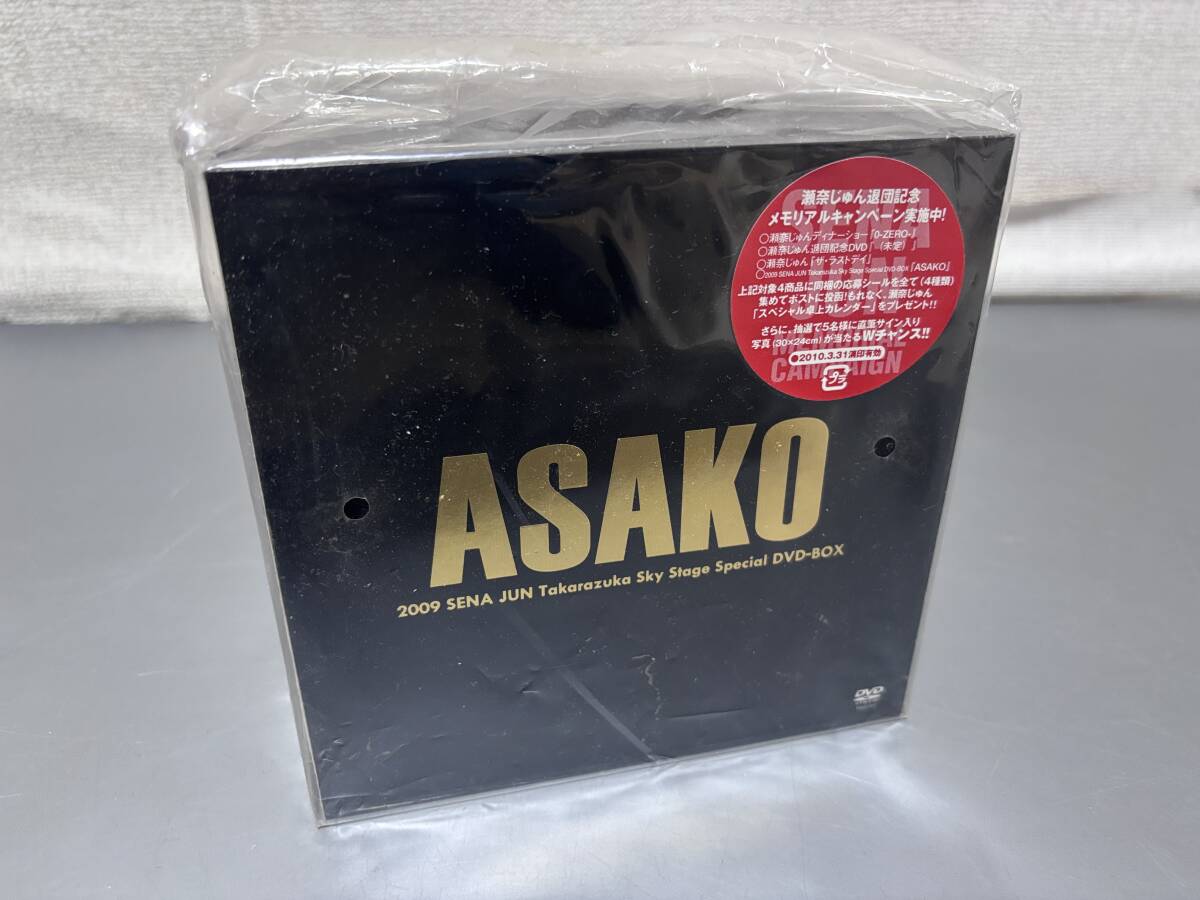 瀬奈じゅん退団記念
メモリアルキャンペーン実施中!
○瀬奈じゅんディナーショー『0-ZERO-』
○瀬奈じゅん退団記念DVD『(未定)』
○瀬奈じゅん『ザ・ラストデイ』
○2009 SENA JUN Takarazuka Sky Stage Special DVD-BOX『ASAKO』
上記対象4商品に同梱の応募シールを全て(4種類)
集めてポストに投函!もれなく、瀬奈じゅん
「スペシャル卓上カレンダー」をプレゼント!!
さらに、抽選で5名様に直筆サイン入り
写真(30×24cm)が当たるWチャンス!!
●2010.3.31消印有効
SENA
JUN
MEMORIAL
CAMPAIGN
プラ
ASAKO
2009 SENA JUN Takarazuka Sky Stage Special DVD-BOX
DVD